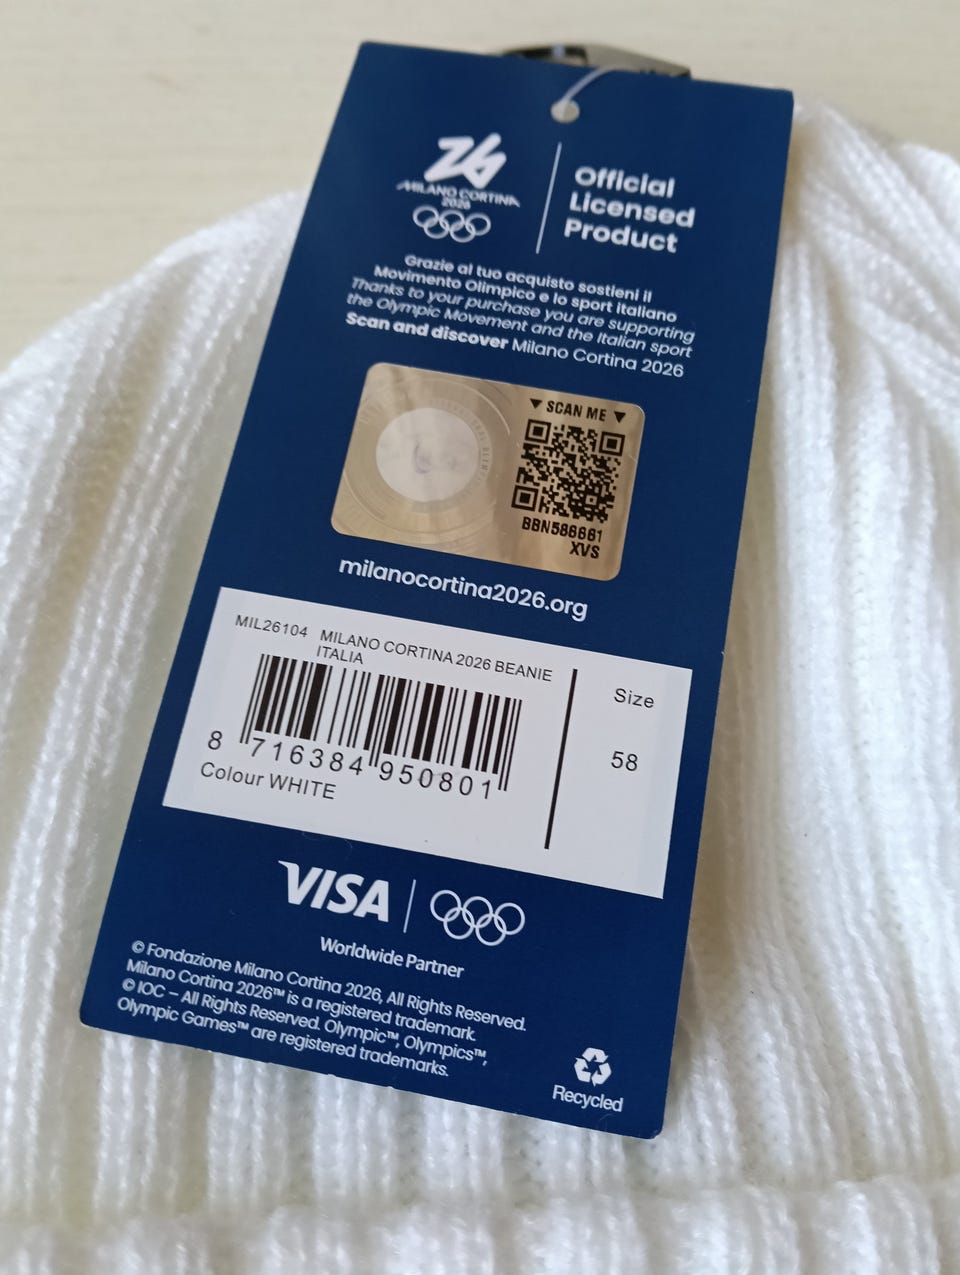 26
MILANO CORTINA
2026
Official
Licensed
Product
Grazie al tuo acquisto sostieni il
Movimento Olimpico e lo sport italiano
Thanks to your purchase you are supporting
the Olympic Movement and the Italian sport
Scan and discover Milano Cortina 2026
▼ SCAN ME ▼
BBN586661
XVS
milanocortina2026.org
MIL26104 MILANO CORTINA 2026 BEANIE
ITALIA
Size
58
8 716384 950801
Colour WHITE
VISA
Worldwide Partner
© Fondazione Milano Cortina 2026, All Rights Reserved.
Milano Cortina 2026™ is a registered trademark.
© IOC – All Rights Reserved. Olympic™, Olympics™,
Olympic Games™ are registered trademarks.
Recycled